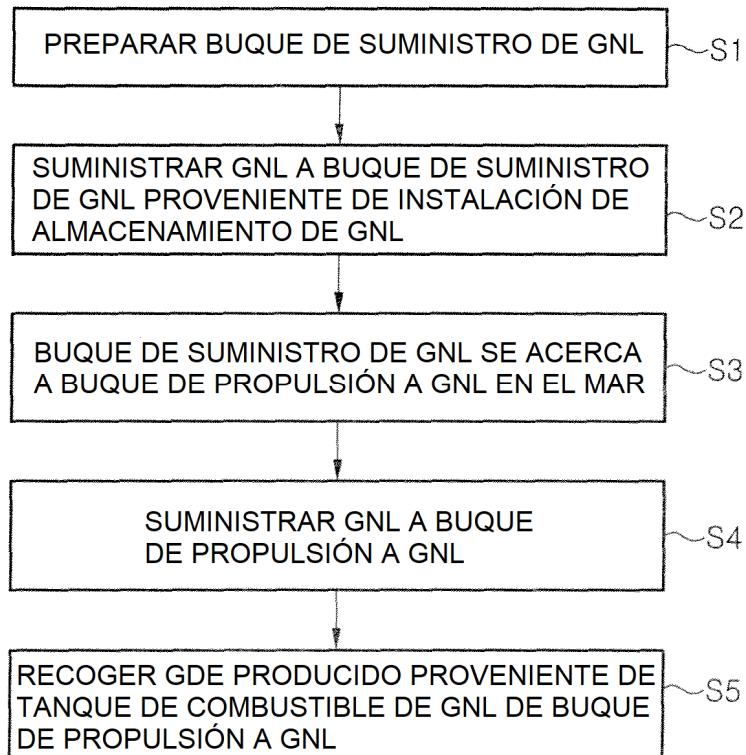 PREPARAR BUQUE DE SUMINISTRO DE GNL
S1
SUMINISTRAR GNL A BUQUE DE SUMINISTRO
DE GNL PROVENIENTE DE INSTALACIÓN DE
ALMACENAMIENTO DE GNL
S2
BUQUE DE SUMINISTRO DE GNL SE ACERCA
A BUQUE DE PROPULSIÓN A GNL EN EL MAR
S3
SUMINISTRAR GNL A BUQUE
DE PROPULSIÓN A GNL
S4
RECOGER GDE PRODUCIDO PROVENIENTE DE
TANQUE DE COMBUSTIBLE DE GNL DE BUQUE
DE PROPULSIÓN A GNL
S5